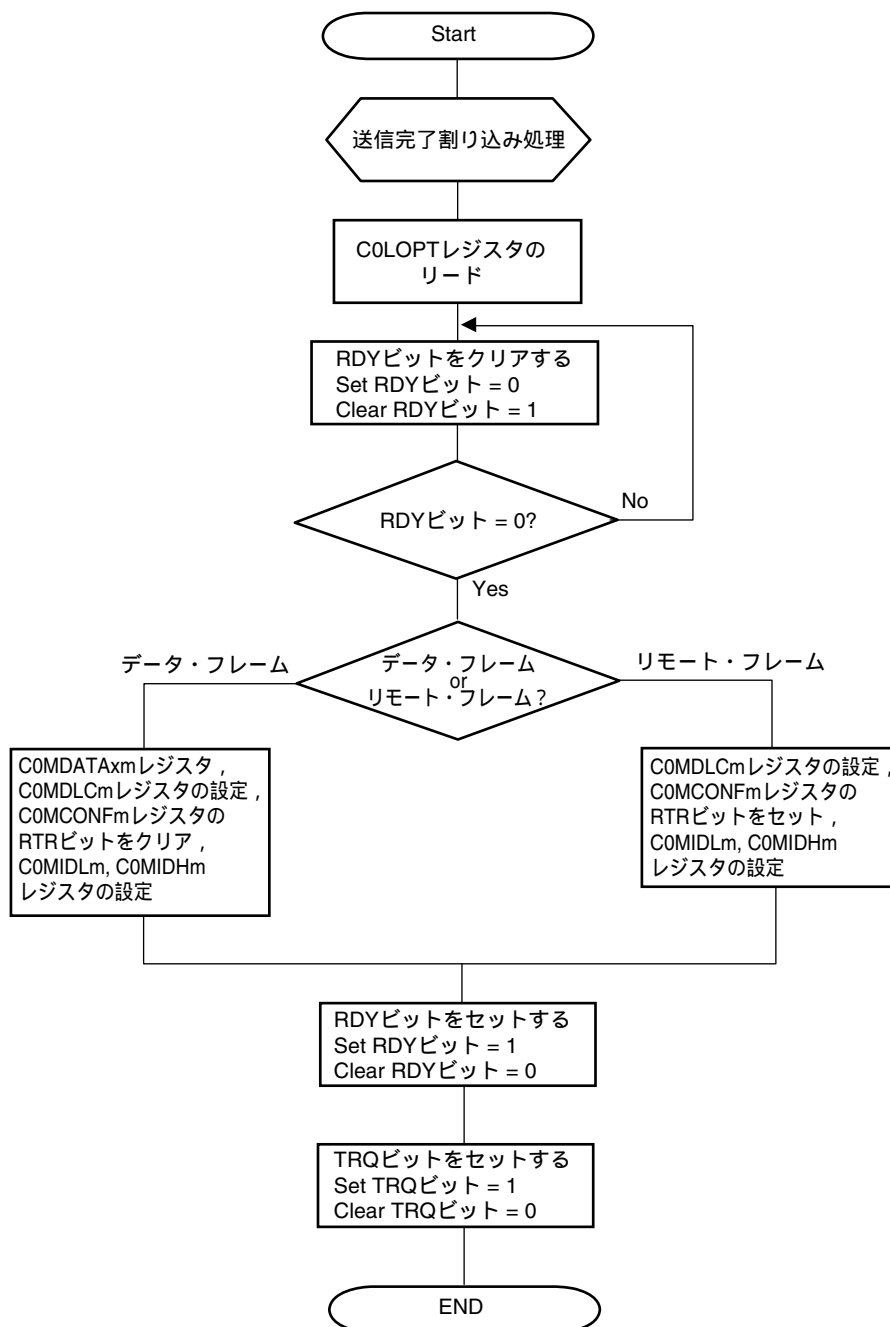 Start
送信完了割り込み処理
C0LOPTレジスタの
リード
RDYビットをクリアする
Set RDYビット = 0
Clear RDYビット = 1
RDYビット = 0?
No
Yes
データ・フレーム
or
リモート・フレーム？
データ・フレーム
リモート・フレーム
C0MDATAxmレジスタ，
C0MDLCmレジスタの設定，
C0MCONFmレジスタの
RTRビットをクリア，
C0MIDLm, C0MIDHm
レジスタの設定
C0MDLCmレジスタの設定，
C0MCONFmレジスタの
RTRビットをセット，
C0MIDLm, C0MIDHm
レジスタの設定
RDYビットをセットする
Set RDYビット = 1
Clear RDYビット = 0
TRQビットをセットする
Set TRQビット = 1
Clear TRQビット = 0
END